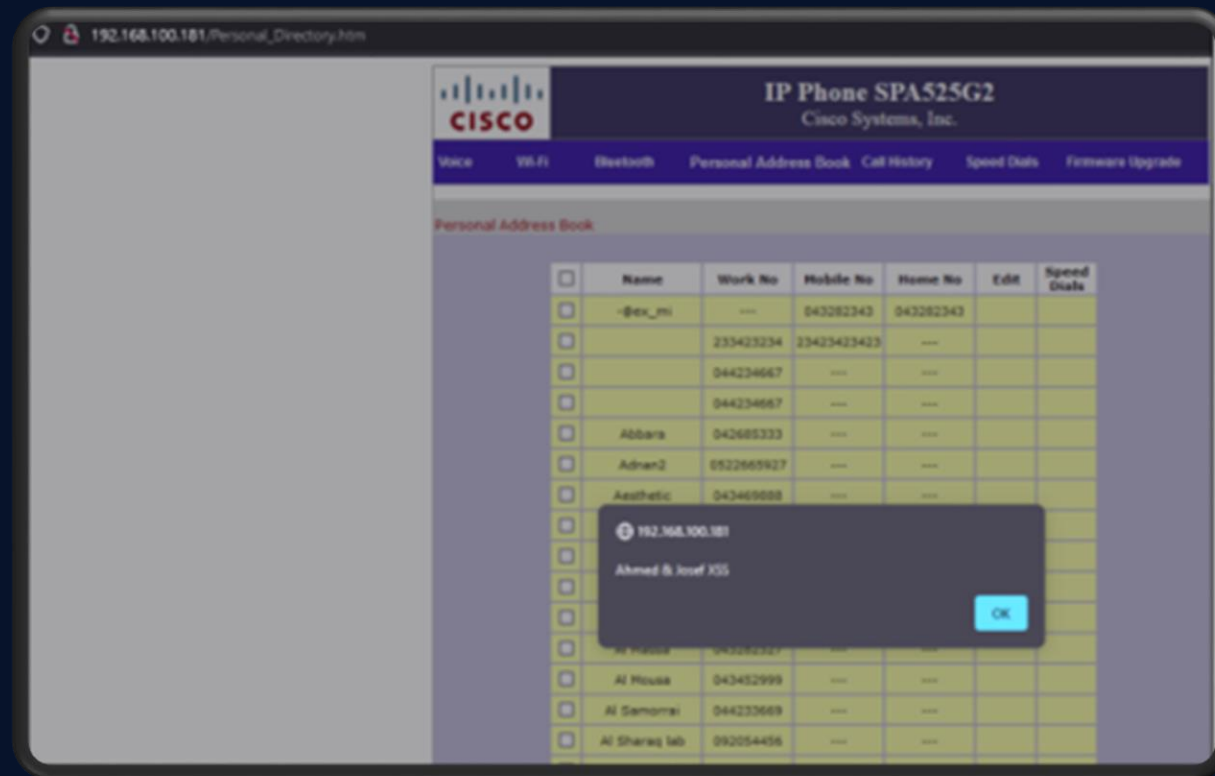 192.168.100.181/Personal_Directory.htm
CISCO
IP Phone SPA525G2
Cisco Systems, Inc.
Voice Wi-Fi Bluetooth Personal Address Book Call History Speed Dials Firmware Upgrade
Personal Address Book
Name Work No Mobile No Home No Edit Speed Dials
-@ex_mi --- 043282343 043282343
233423234 23423423423 ---
044234667 --- ---
044234667 --- ---
Abbara 042685333 --- ---
Adnan2 0522665927 --- ---
Aesthetic 043469888 --- ---
192.168.100.181
Ahmed & Josef XSS
OK
--- ---
Al Mousa 043452999 --- ---
Al Samorrai 044233669 --- ---
Al Sharaq lab 092054456 --- ---